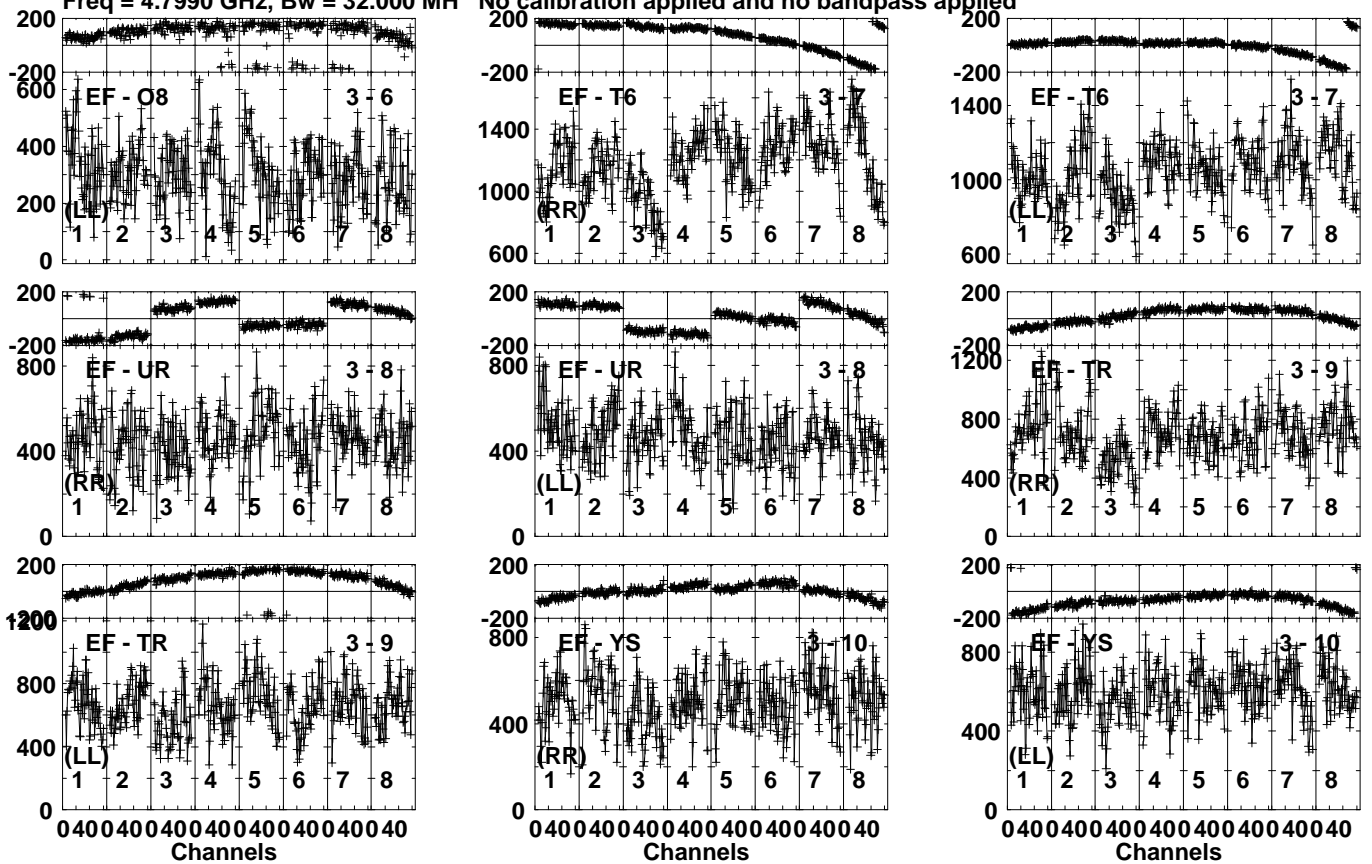 Freq = 4.7990 GHz, Bw = 32.000 MH No calibration applied and no bandpass applied
200 200 200
-200 -200 -200
600 EF - O8 3 - 6 EF - T6 3 - 7 EF - T6 3 - 7
400 1400 1400
200 1000 1000
(LL) (RR) (LL)
1 2 3 4 5 6 7 8 1 2 3 4 5 6 7 8 1 2 3 4 5 6 7 8
0 600 600
200 200 200
-200 -200 -200
800 EF - UR 3 - 8 800 EF - UR 3 - 8 1200 EF - TR 3 - 9
400 400 800
(RR) (LL) 400 (RR)
1 2 3 4 5 6 7 8 1 2 3 4 5 6 7 8 1 2 3 4 5 6 7 8
0 0 0
200 200 200
-200 -200 -200
1200 EF - TR 3 - 9 800 EF - YS 3 - 10 800 EF - YS 3 - 10
800 400 400
400 (LL) (RR) (LL)
1 2 3 4 5 6 7 8 1 2 3 4 5 6 7 8 1 2 3 4 5 6 7 8
0 0 0
0 40 0 40 0 40 0 40 0 40 0 40 0 40 0 40 0 40 0 40 0 40 0 40 0 40 0 40 0 40 0 40 0 40 0 40 0 40 0 40 0 40 0 40 0 40 0 40
Channels Channels Channels